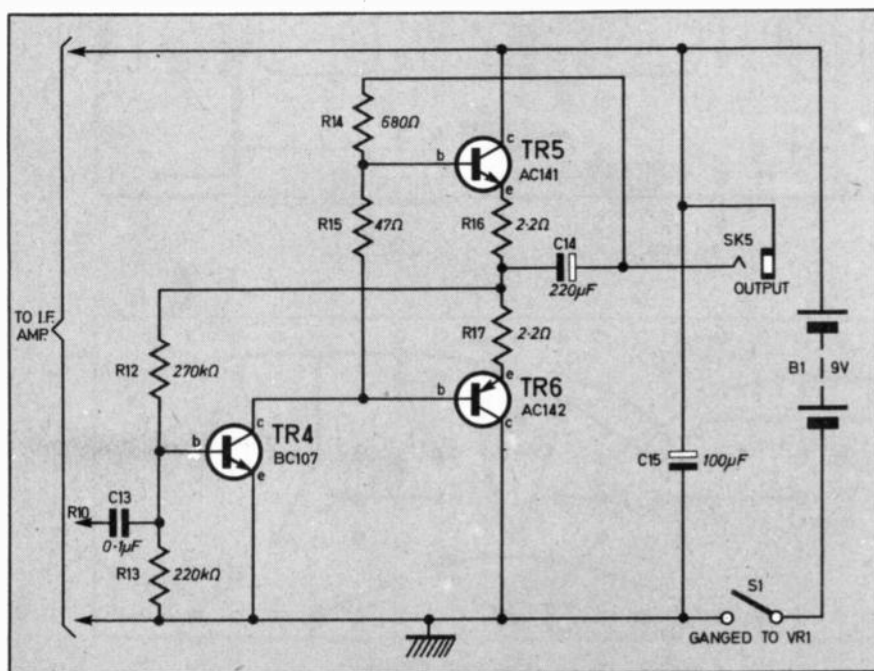 R14
680Ω
c
b
TR5
AC141
e
R15
47Ω
R16
2·2Ω
C14
220µF
SK5
OUTPUT
TO I.F.
AMP.
R12
270kΩ
R17
2·2Ω
B1
9V
e
b
TR6
AC142
c
c
b
TR4
BC107
e
C15
100µF
R10
C13
0·1µF
R13
220kΩ
S1
GANGED TO VR1